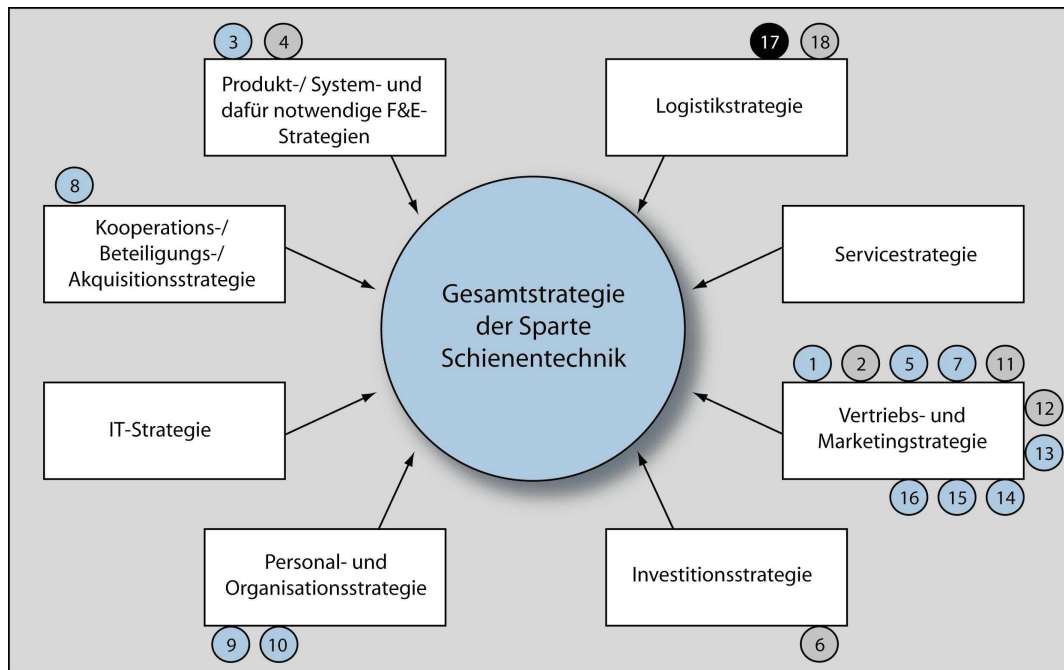 3 4
Produkt-/ System- und
dafür notwendige F&E-
Strategien
17 18
Logistikstrategie
8
Kooperations-/
Beteiligungs-/
Akquisitionsstrategie
Servicestrategie
Gesamtstrategie
der Sparte
Schienentechnik
IT-Strategie
1 2 5 7 11
Vertriebs- und
Marketingstrategie
12
13
16 15 14
Personal- und
Organisationsstrategie
9 10
Investitionsstrategie
6